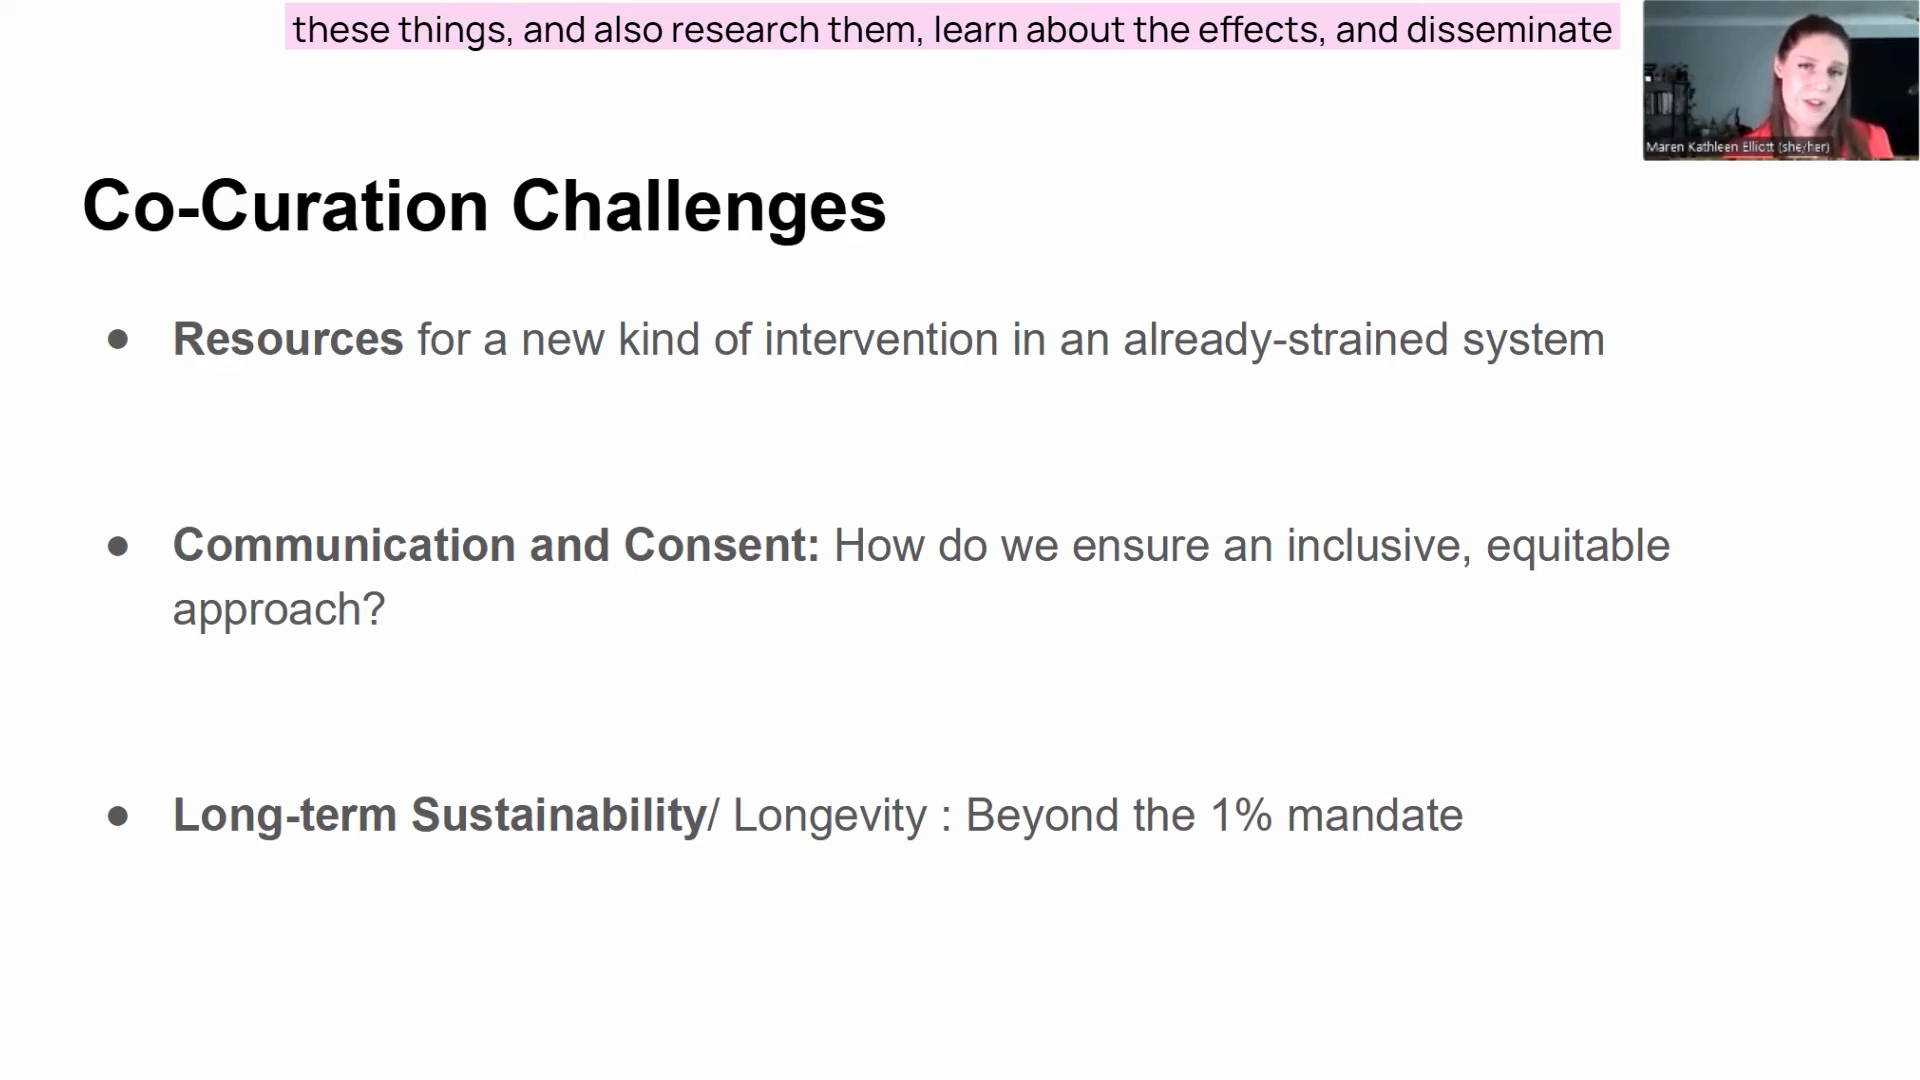 these things, and also research them, learn about the effects, and disseminate
Maren Kathleen Elliott (she/her)
Co-Curation Challenges
● Resources for a new kind of intervention in an already-strained system
● Communication and Consent: How do we ensure an inclusive, equitable
approach?
● Long-term Sustainability/ Longevity : Beyond the 1% mandate